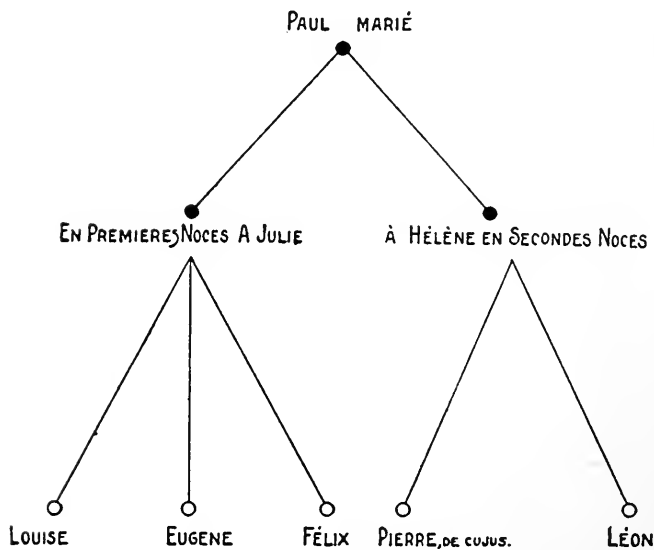 PAUL MARIÉ
EN PREMIERES NOCES A JULIE
À HÉLÈNE EN SECONDES NOCES
LOUISE
EUGENE
FÉLIX
PIERRE, DE CUJUS.
LÉON